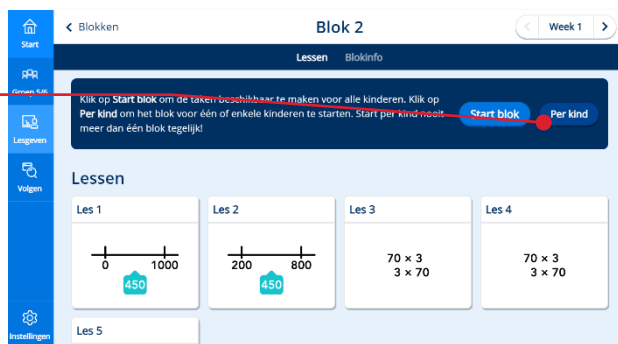 Start
Groep 5/6
Lesgeven
Volgen
Instellingen
Blokken
Blok 2
Week 1
Lessen Blokinfo
Klik op Start blok om de taken beschikbaar te maken voor alle kinderen. Klik op
Per kind om het blok voor één of enkele kinderen te starten. Start per kind nooit
meer dan één blok tegelijk!
Start blok
Per kind
Lessen
Les 1
0 1000
450
Les 2
200 800
450
Les 3
70 × 3
3 × 70
Les 4
70 × 3
3 × 70
Les 5